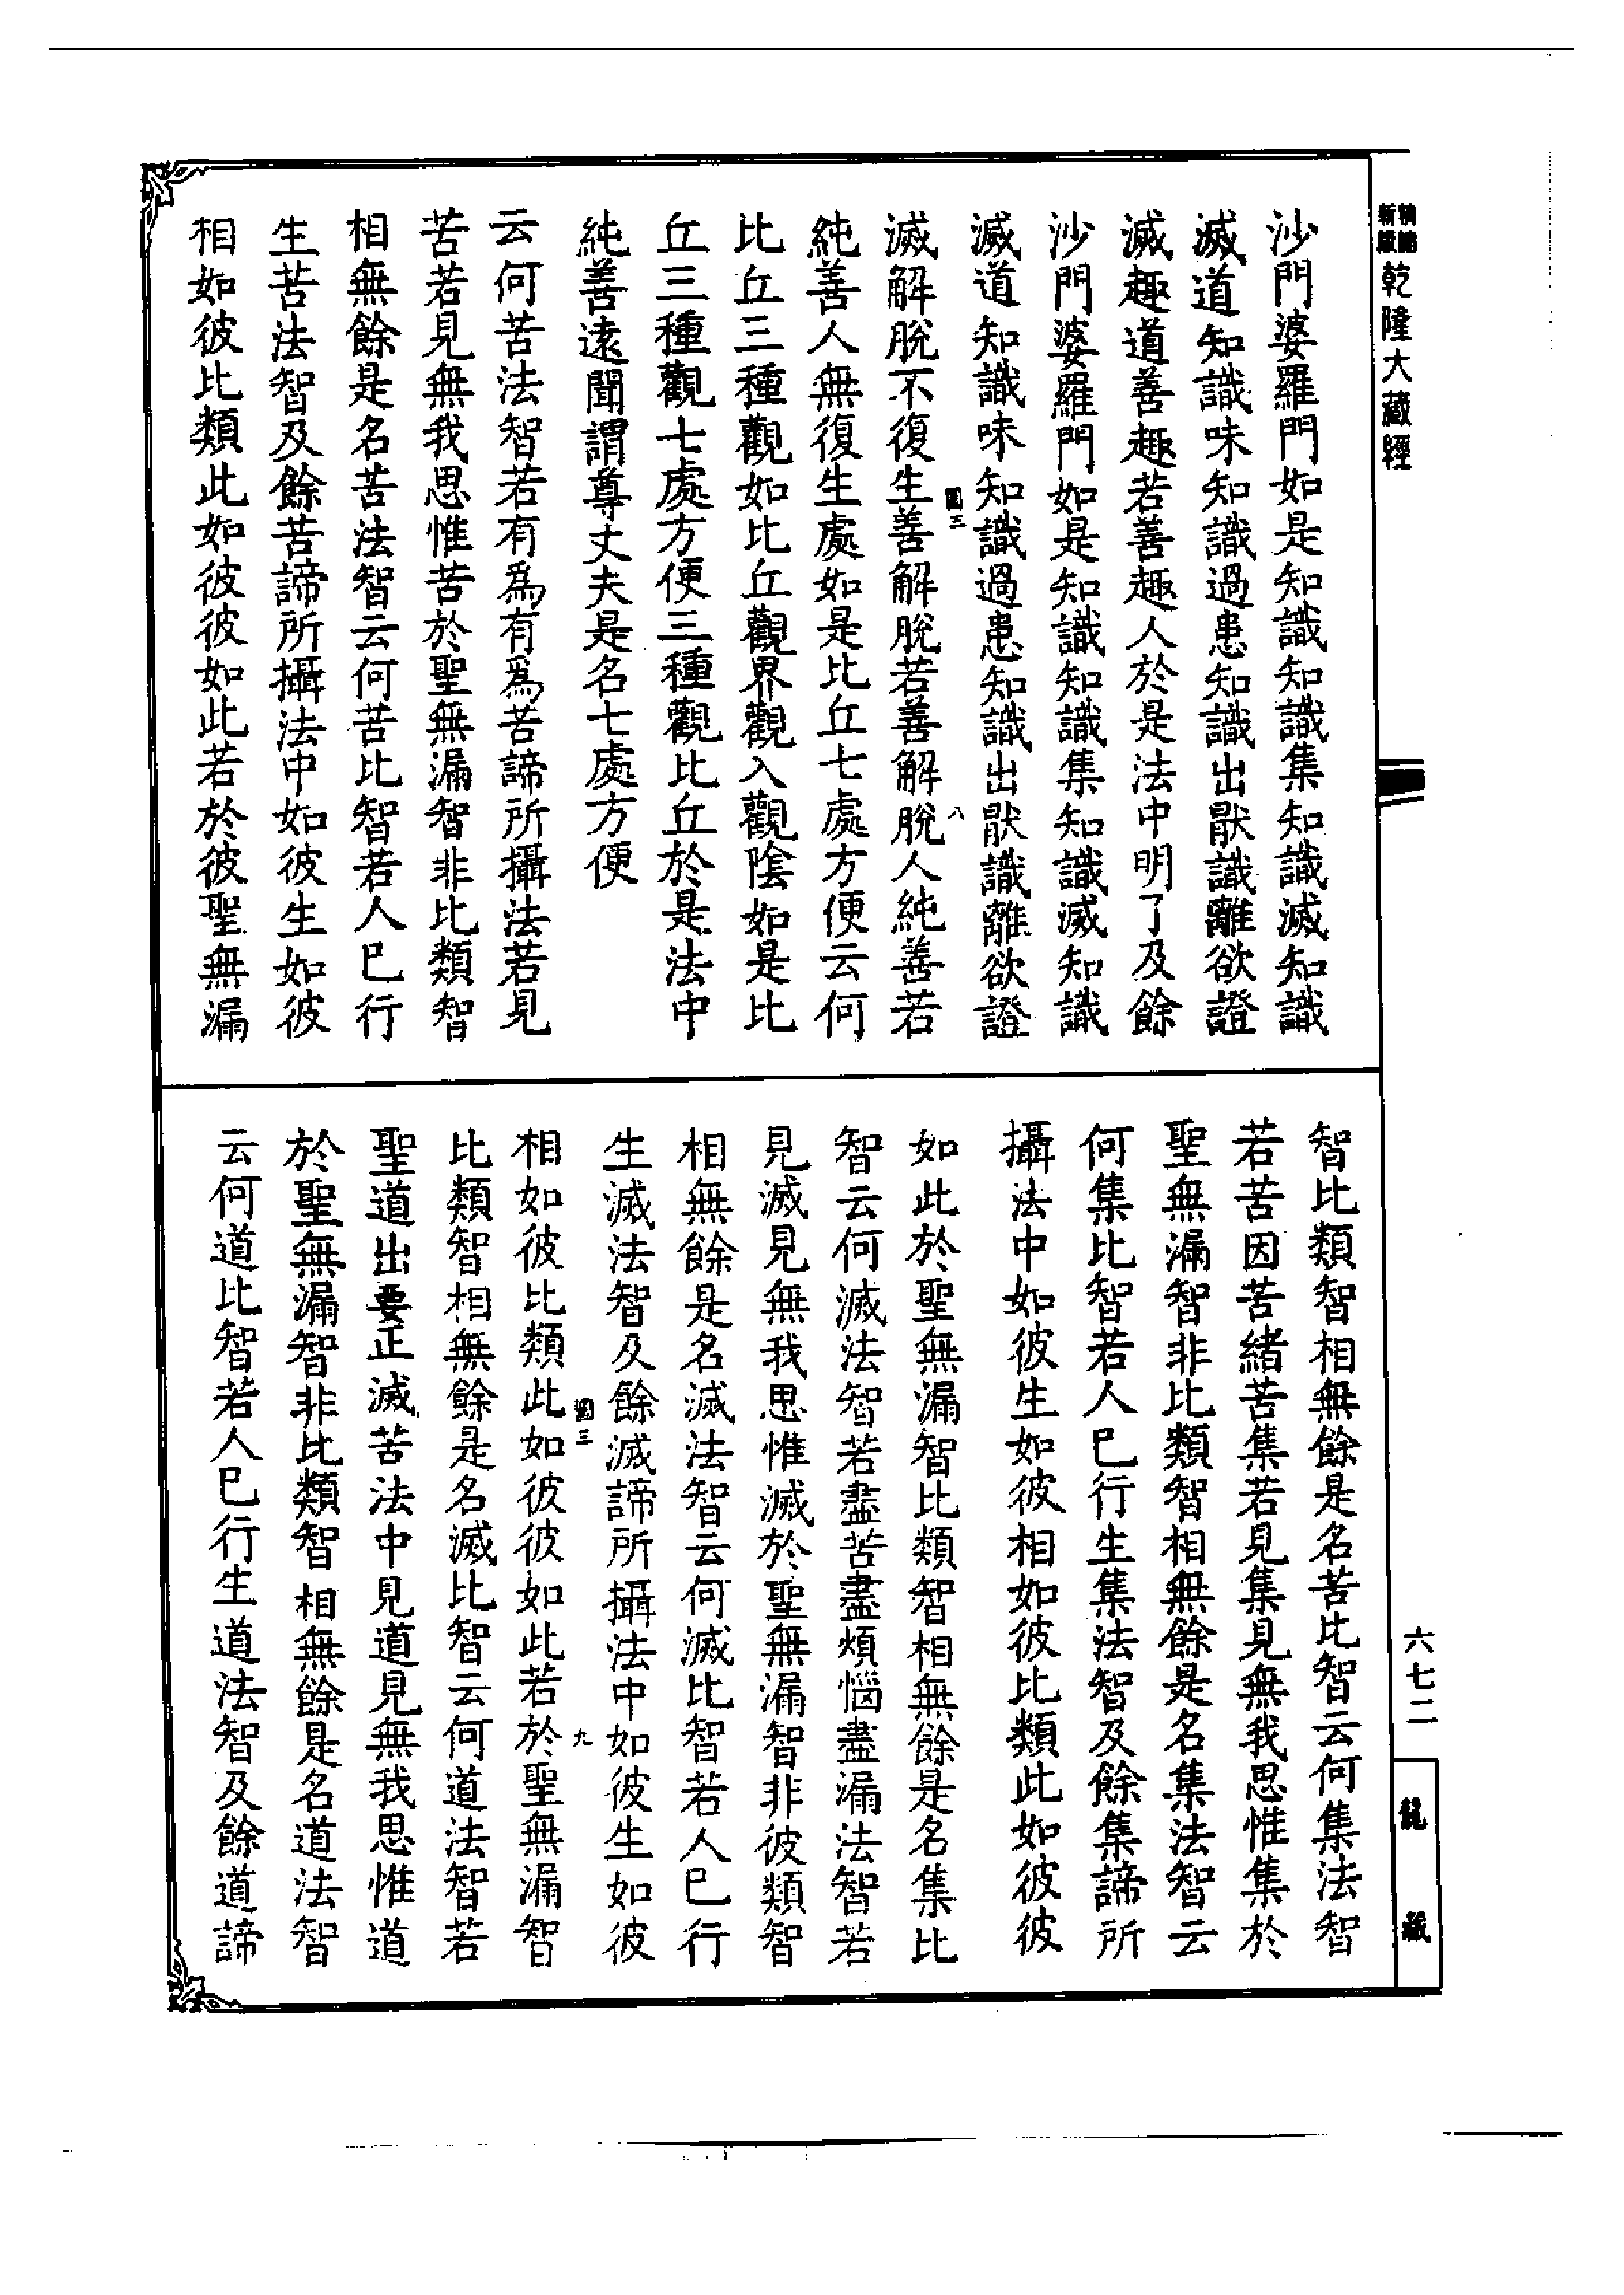 乾隆大藏經
沙門婆羅門如是知識知識集知識滅知識
滅道知識味知識過患知識出厭識離欲證
滅趣道善趣若善趣人於是法中明了及餘
沙門婆羅門如是知識知識集知識滅知識
滅道知識味知識過患知識出厭識離欲證
滅解脫不復生善解脫若善解脫人純善若
純善人無復生處如是比丘七處方便云何
比丘三種觀如比丘觀界觀入觀陰如是比
丘三種觀七處方便三種觀比丘於是法中
純善遠聞謂尊丈夫是名七處方便
云何苦法智若有為有為苦諦所攝法若見
苦若見無我思惟苦於聖無漏智非比類智
相無餘是名苦法智云何苦比智若人已行
生苦法智及餘苦諦所攝法中如彼生如彼
相如彼比類此如彼彼如此若於彼聖無漏
智比類智相無餘是名苦比智云何集法智
若苦因苦緒苦集若見集見無我思惟集於
聖無漏智非比類智相無餘是名集法智云
何集比智若人已行生集法智及餘集諦所
攝法中如彼生如彼相如彼比類此如彼彼
如此於聖無漏智比類智相無餘是名集比
智云何滅法智若盡苦盡煩惱盡漏法智若
見滅見無我思惟滅於聖無漏智非彼類智
相無餘是名滅法智云何滅比智若人已行
生滅法智及餘滅諦所攝法中如彼生如彼
相如彼比類此如彼彼如此若於聖無漏智
比類智相無餘是名滅比智云何道法智若
聖道出要正滅苦法中見道見無我思惟道
於聖無漏智非比類智相無餘是名道法智
云何道比智若人已行生道法智及餘道諦
八
九
六七二